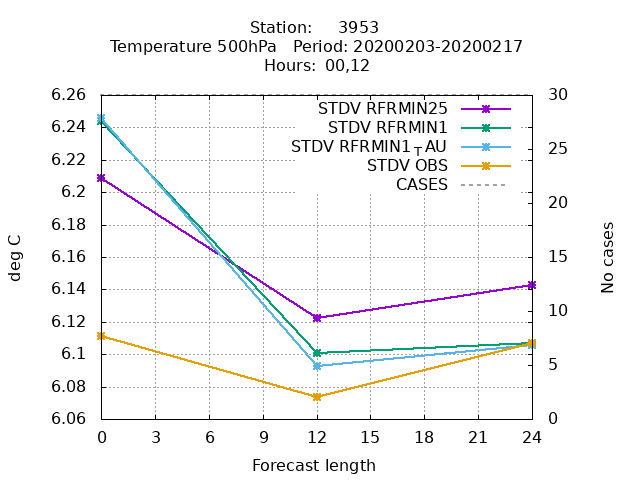 Station: 3953
Temperature 500hPa Period: 20200203-20200217
Hours: 00,12
STDV RFRMIN25
STDV RFRMIN1
STDV RFRMIN1TAU
STDV OBS
CASES
deg C
6.26
6.24
6.22
6.2
6.18
6.16
6.14
6.12
6.1
6.08
6.06
30
25
20
15
10
5
0
No cases
0 3 6 9 12 15 18 21 24
Forecast length